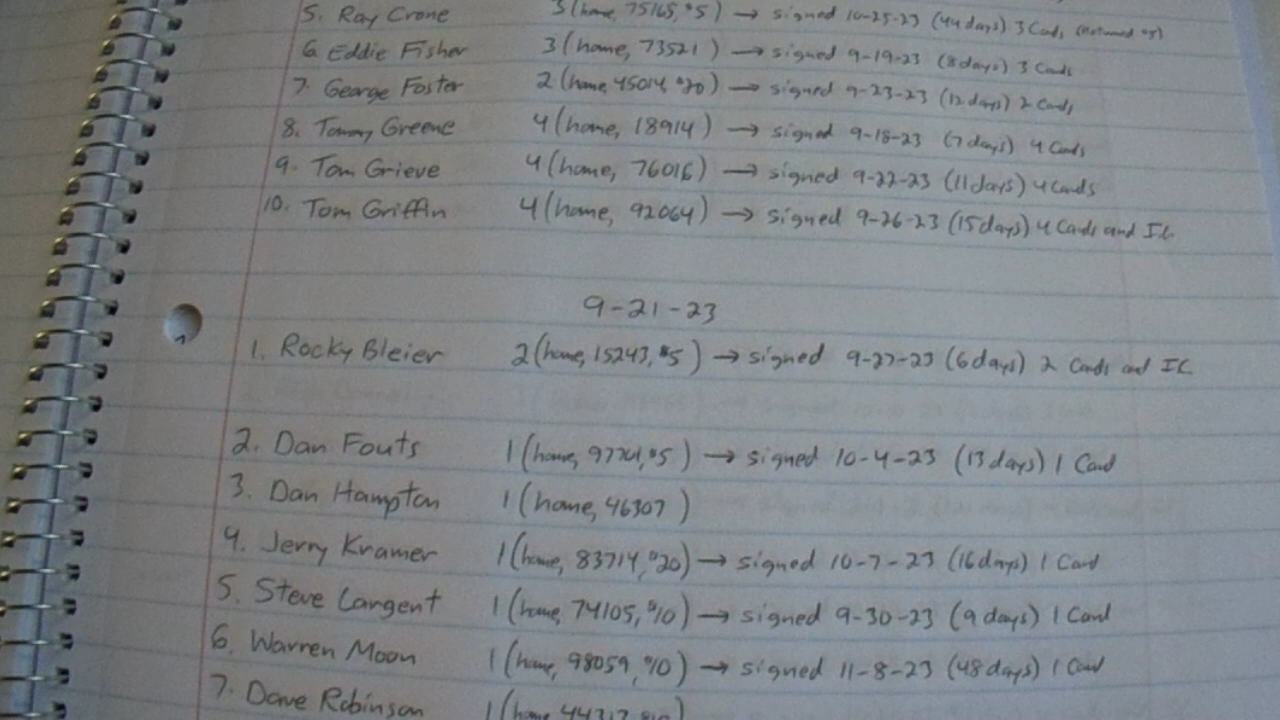 5. Ray Crone 3 (home, 75165, $5) → signed 10-25-23 (44 days) 3 Cards (returned $5)
6. Eddie Fisher 3 (home, 73521) → signed 9-19-23 (8 days) 3 Cards
7. George Foster 2 (home, 45014, $20) → signed 9-23-23 (12 days) 2 Cards
8. Tommy Greene 4 (home, 18914) → signed 9-18-23 (7 days) 4 Cards
9. Tom Grieve 4 (home, 76016) → signed 9-22-23 (11 days) 4 Cards
10. Tom Griffin 4 (home, 92064) → signed 9-26-23 (15 days) 4 Cards and IC
9-21-23
1. Rocky Bleier 2 (home, 15243, $5) → signed 9-27-23 (6 days) 2 Cards and IC
2. Dan Fouts 1 (home, 97701, $5) → signed 10-4-23 (13 days) 1 Card
3. Dan Hampton 1 (home, 46307)
4. Jerry Kramer 1 (home, 83714, $20) → signed 10-7-23 (16 days) 1 Card
5. Steve Largent 1 (home, 74105, $10) → signed 9-30-23 (9 days) 1 Card
6. Warren Moon 1 (home, 98059, $10) → signed 11-8-23 (48 days) 1 Card
7. Dave Robinson 1 (home, 44313, $10)